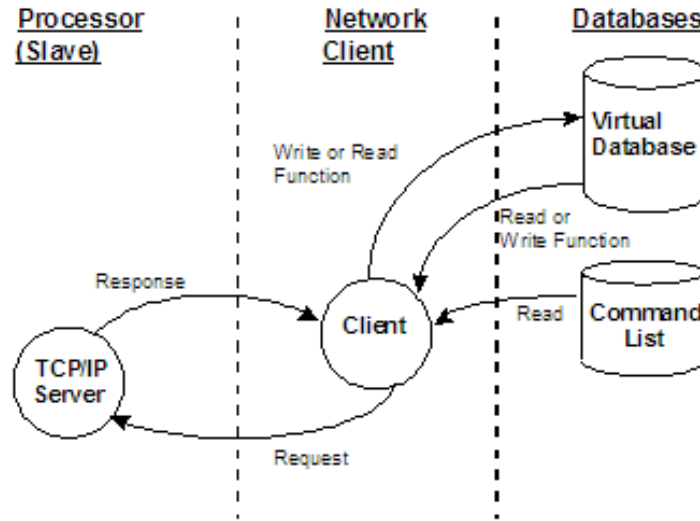 Processor
(Slave)
Network
Client
Databases
Virtual
Database
Write or Read
Function
Read or
Write Function
Response
Client
Read
Command
List
TCP/IP
Server
Request